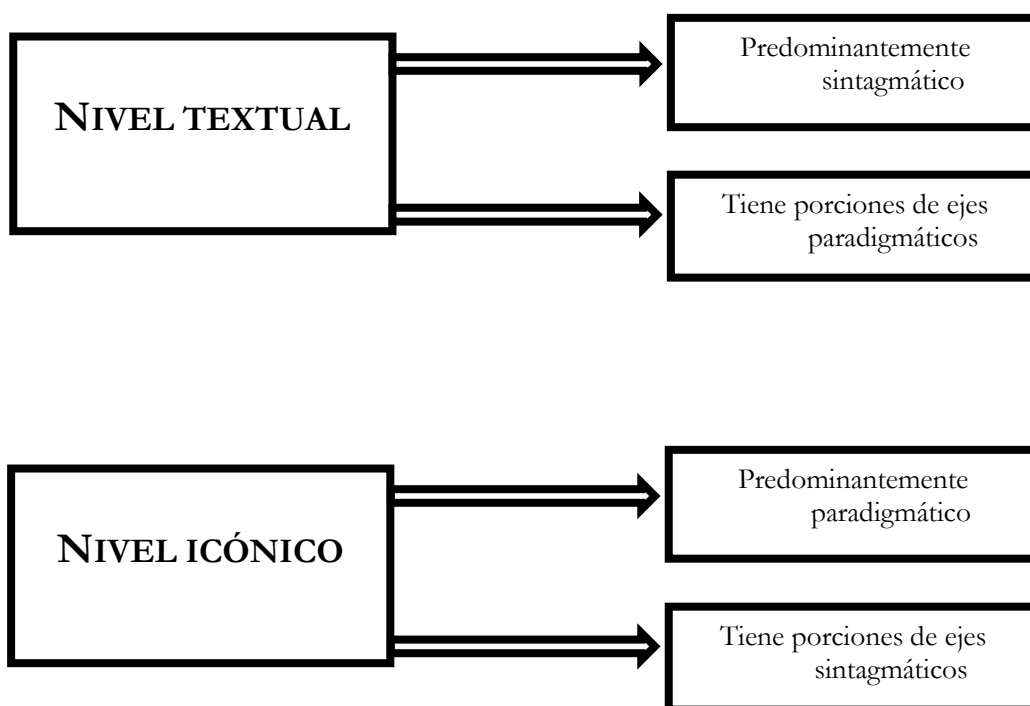 NIVEL TEXTUAL
Predominantemente
sintagmático
Tiene porciones de ejes
paradigmáticos
NIVEL ICÓNICO
Predominantemente
paradigmático
Tiene porciones de ejes
sintagmáticos